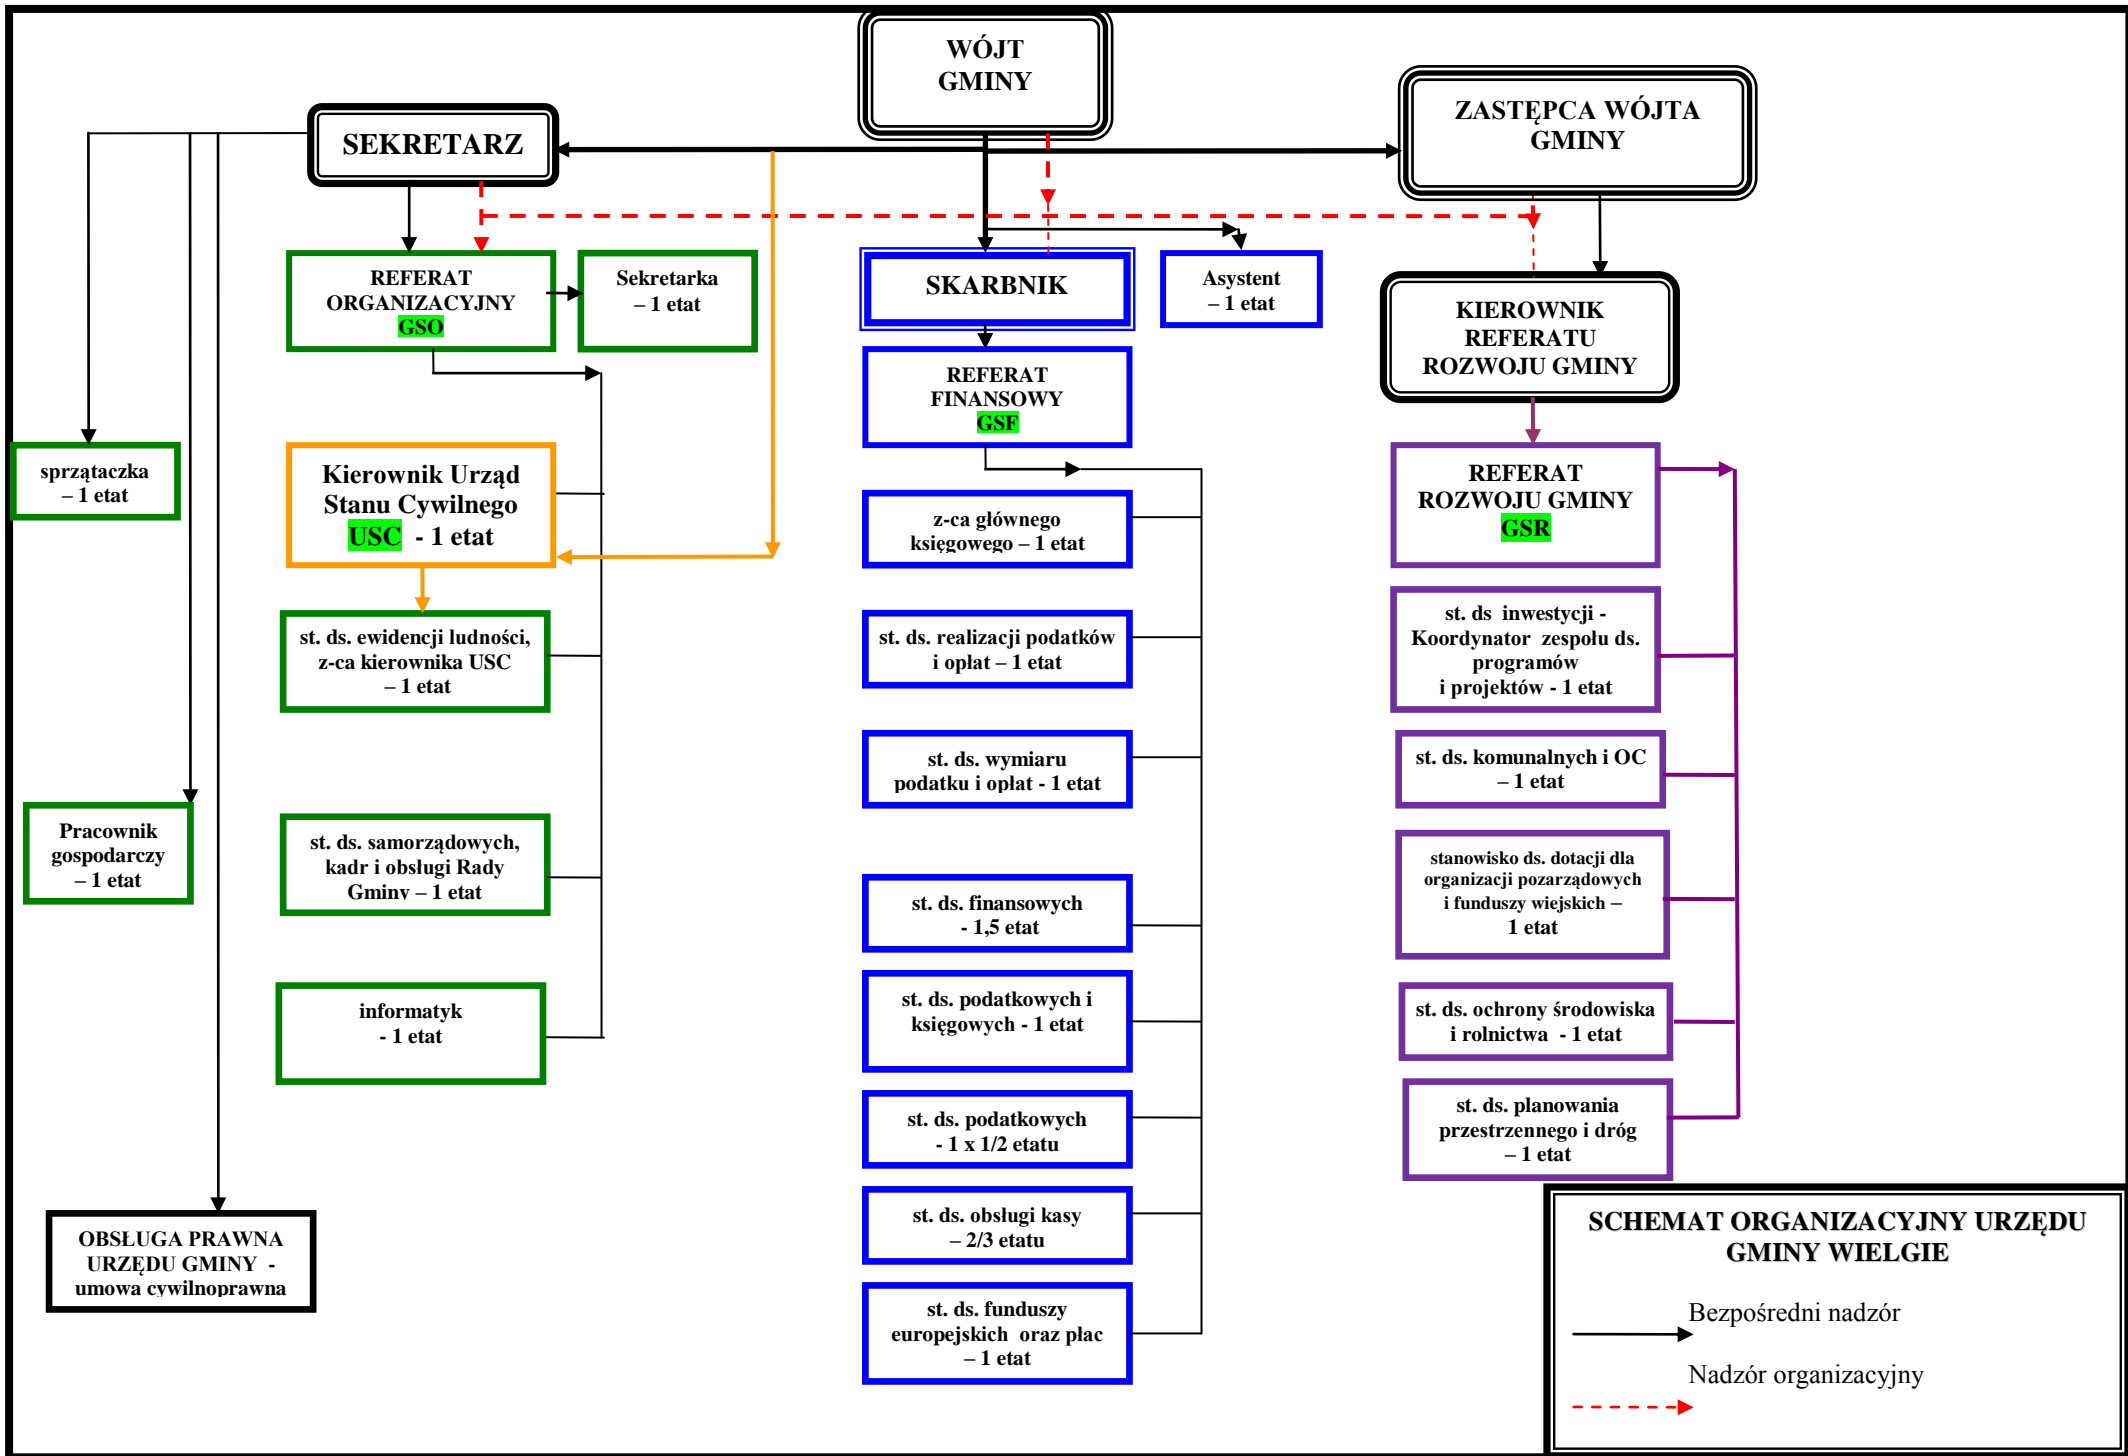 WÓJT
GMINY
ZASTĘPCA WÓJTA
GMINY
SEKRETARZ
REFERAT
ORGANIZACYJNY
GSO
Sekretarka
– 1 etat
SKARBNIK
Asystent
– 1 etat
KIEROWNIK
REFERATU
ROZWOJU GMINY
REFERAT
FINANSOWY
GSF
sprzątaczka
– 1 etat
Kierownik Urząd
Stanu Cywilnego
USC - 1 etat
REFERAT
ROZWOJU GMINY
GSR
z-ca głównego
księgowego – 1 etat
st. ds. ewidencji ludności,
z-ca kierownika USC
– 1 etat
st. ds. realizacji podatków
i opłat – 1 etat
st. ds inwestycji -
Koordynator zespołu ds.
programów
i projektów - 1 etat
st. ds. wymiaru
podatku i opłat - 1 etat
st. ds. komunalnych i OC
– 1 etat
Pracownik
gospodarczy
– 1 etat
st. ds. samorządowych,
kadr i obsługi Rady
Gminy – 1 etat
stanowisko ds. dotacji dla
organizacji pozarządowych
i funduszy wiejskich –
1 etat
st. ds. finansowych
- 1,5 etat
informatyk
- 1 etat
st. ds. podatkowych i
księgowych - 1 etat
st. ds. ochrony środowiska
i rolnictwa - 1 etat
st. ds. podatkowych
- 1 x 1/2 etatu
st. ds. planowania
przestrzennego i dróg
– 1 etat
st. ds. obsługi kasy
– 2/3 etatu
OBSŁUGA PRAWNA
URZĘDU GMINY -
umowa cywilnoprawna
st. ds. funduszy
europejskich oraz płac
– 1 etat
SCHEMAT ORGANIZACYJNY URZĘDU
GMINY WIELGIE
Bezpośredni nadzór
Nadzór organizacyjny